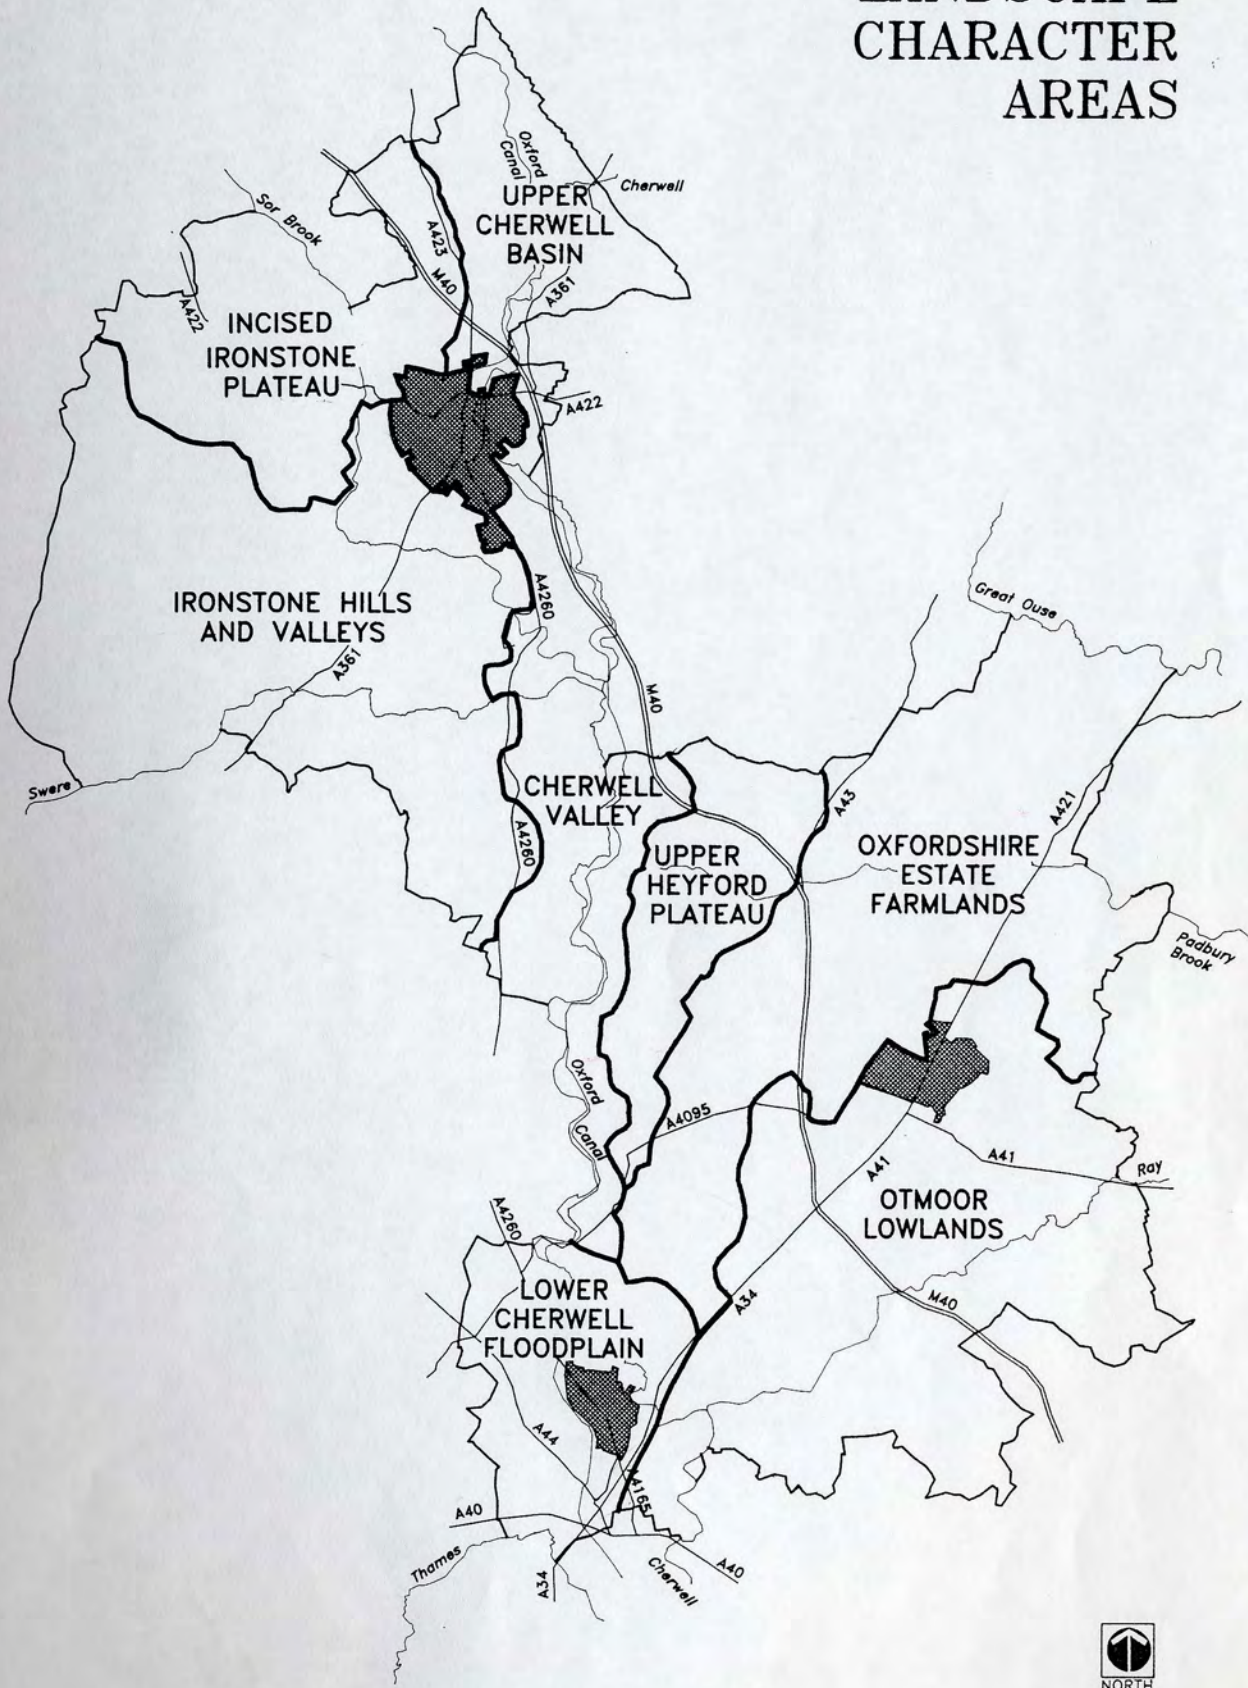 LANDSCAPE
CHARACTER
AREAS
Oxford
Canal
Cherwell
UPPER
CHERWELL
BASIN
Sor Brook
A423
M40
A361
A422
INCISED
IRONSTONE
PLATEAU
A422
A4260
IRONSTONE HILLS
AND VALLEYS
A361
Great Ouse
M40
Swere
CHERWELL
VALLEY
A43
A421
A4260
UPPER
HEYFORD
PLATEAU
OXFORDSHIRE
ESTATE
FARMLANDS
Padbury
Brook
Oxford
Canal
A4095
A41
A41
Ray
OTMOOR
LOWLANDS
A4260
LOWER
CHERWELL
FLOODPLAIN
A34
M40
A44
A4165
A40
Thames
A34
Cherwell
A40
NORTH